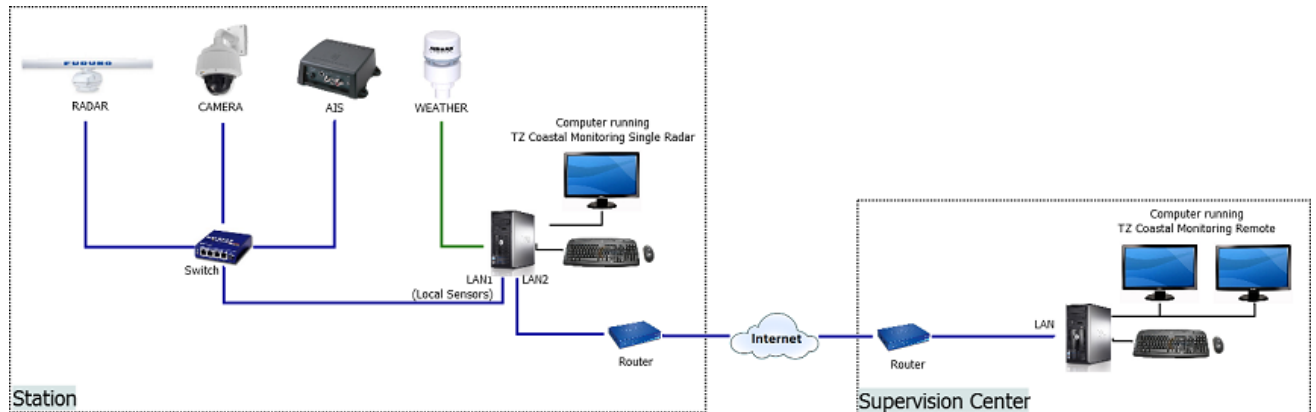 FURUNO
RADAR
CAMERA
AIS
WEATHER
Computer running
TZ Coastal Monitoring Single Radar
Switch
LAN1
(Local Sensors)
LAN2
Router
Internet
Station
Computer running
TZ Coastal Monitoring Remote
LAN
Router
Supervision Center